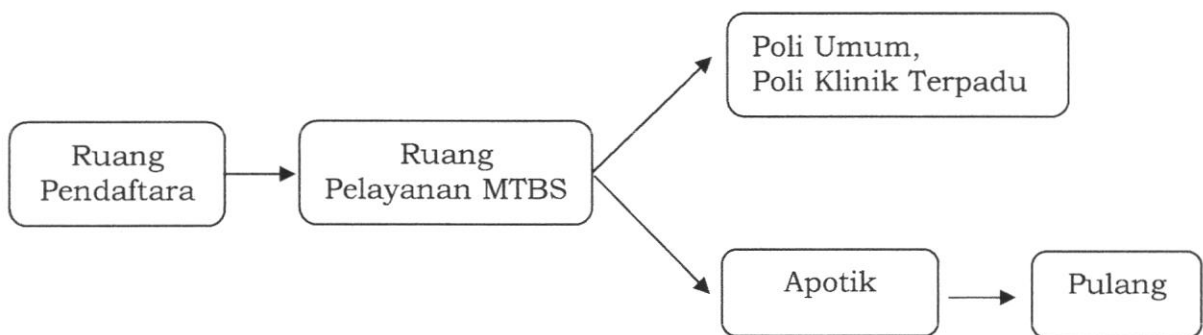 Poli Umum,
Poli Klinik Terpadu
Ruang
Pendaftara
Ruang
Pelayanan MTBS
Apotik
Pulang